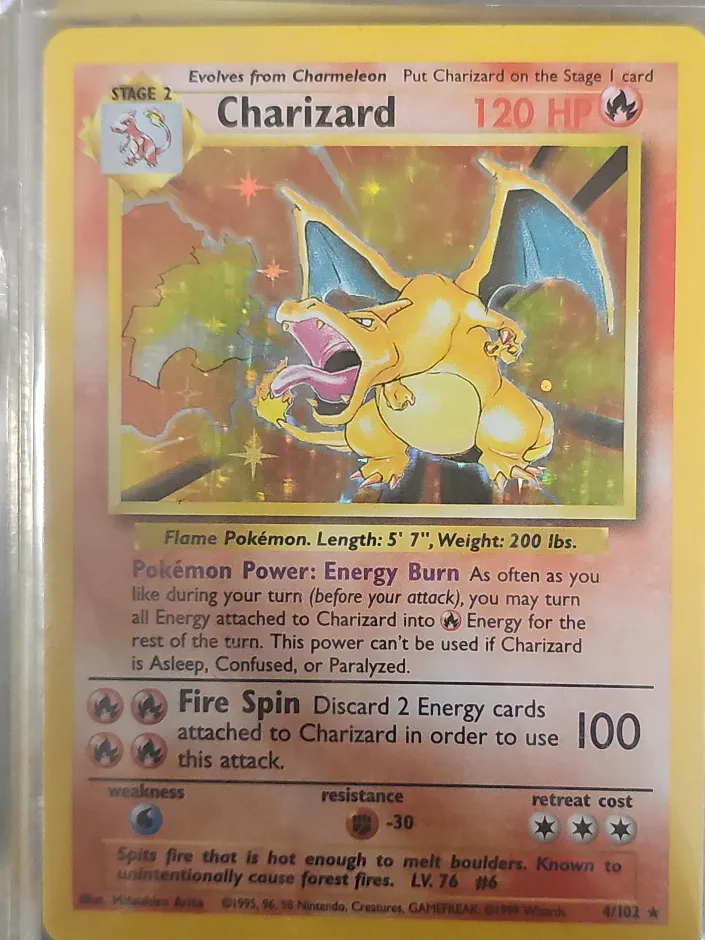 Evolves from Charmeleon Put Charizard on the Stage 1 card
STAGE 2
Charizard 120 HP
Flame Pokémon. Length: 5' 7", Weight: 200 lbs.
Pokémon Power: Energy Burn As often as you
like during your turn (before your attack), you may turn
all Energy attached to Charizard into Energy for the
rest of the turn. This power can't be used if Charizard
is Asleep, Confused, or Paralyzed.
Fire Spin Discard 2 Energy cards
attached to Charizard in order to use 100
this attack.
weakness resistance retreat cost
-30
Spits fire that is hot enough to melt boulders. Known to
unintentionally cause forest fires. LV. 76 #6
Illus. Mitsuhiro Arita ©1995, 96, 98 Nintendo, Creatures, GAMEFREAK. ©1999 Wizards. 4/102 ★